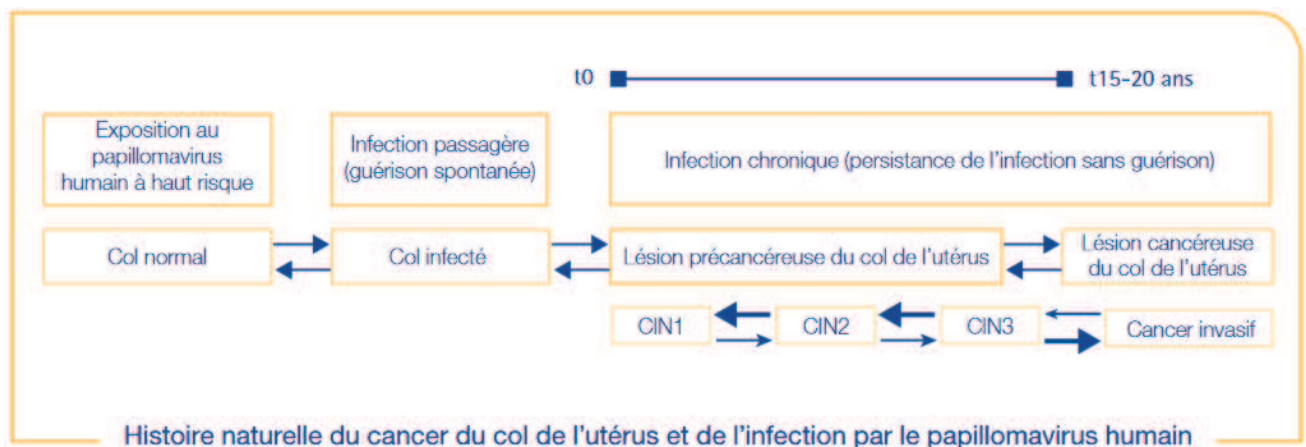 t0
t15-20 ans
Exposition au
papillomavirus
humain à haut risque
Infection passagère
(guérison spontanée)
Infection chronique (persistance de l'infection sans guérison)
Col normal
Col infecté
Lésion précancéreuse du col de l'utérus
Lésion cancéreuse
du col de l'utérus
CIN1
CIN2
CIN3
Cancer invasif
Histoire naturelle du cancer du col de l'utérus et de l'infection par le papillomavirus humain